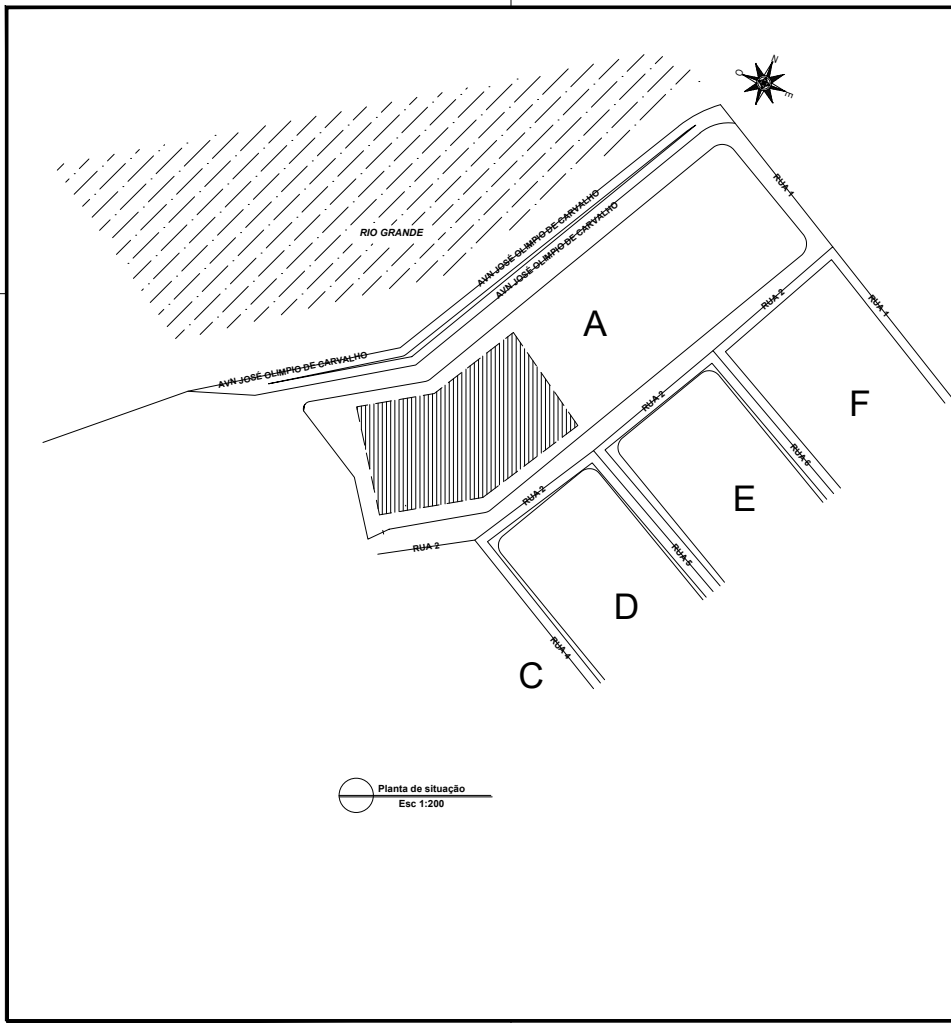 N
O
E
RUA 1
AVN JOSÉ OLIMPIO DE CARVALHO
AVN JOSÉ OLIMPIO DE CARVALHO
RIO GRANDE
RUA 2
RUA 1
A
AVN JOSÉ OLIMPIO DE CARVALHO
RUA 2
F
RUA 6
RUA 2
E
RUA 2
RUA 5
D
RUA 4
C
Planta de situação
Esc 1:200